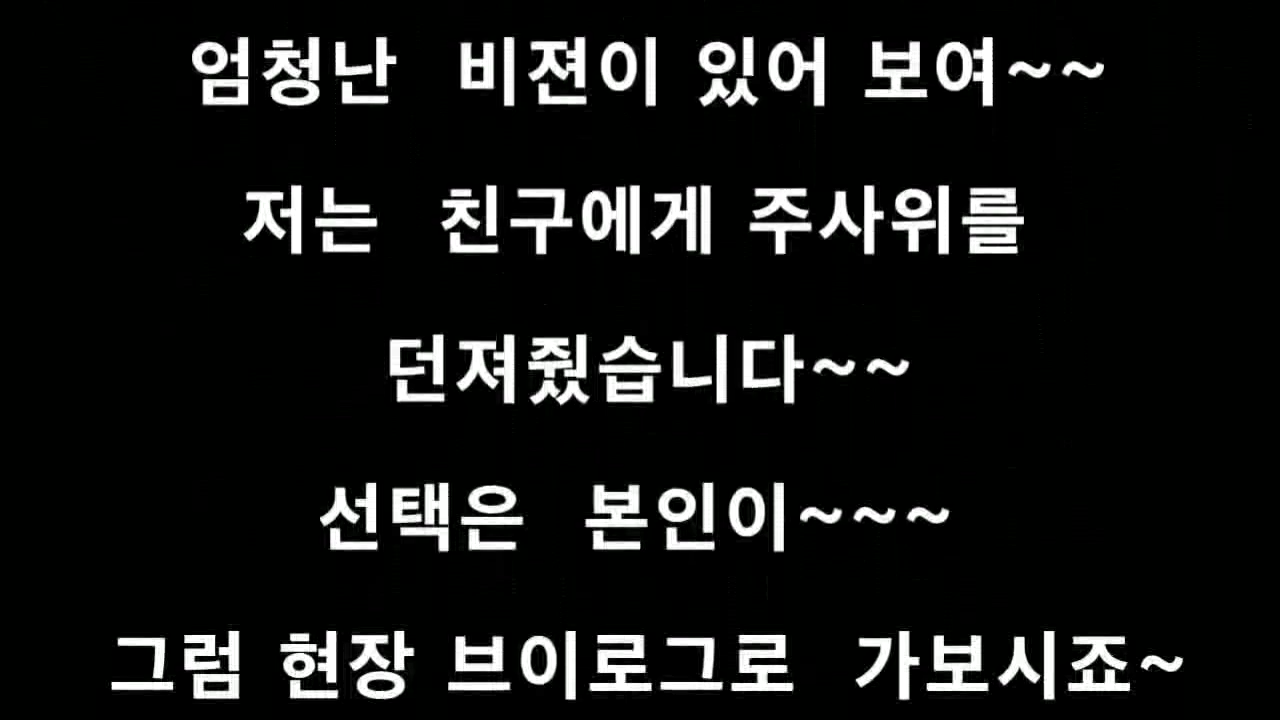 엄청난 비젼이 있어 보여~~
저는 친구에게 주사위를
던져줬습니다~~
선택은 본인이~~~
그럼 현장 브이로그로 가보시죠~